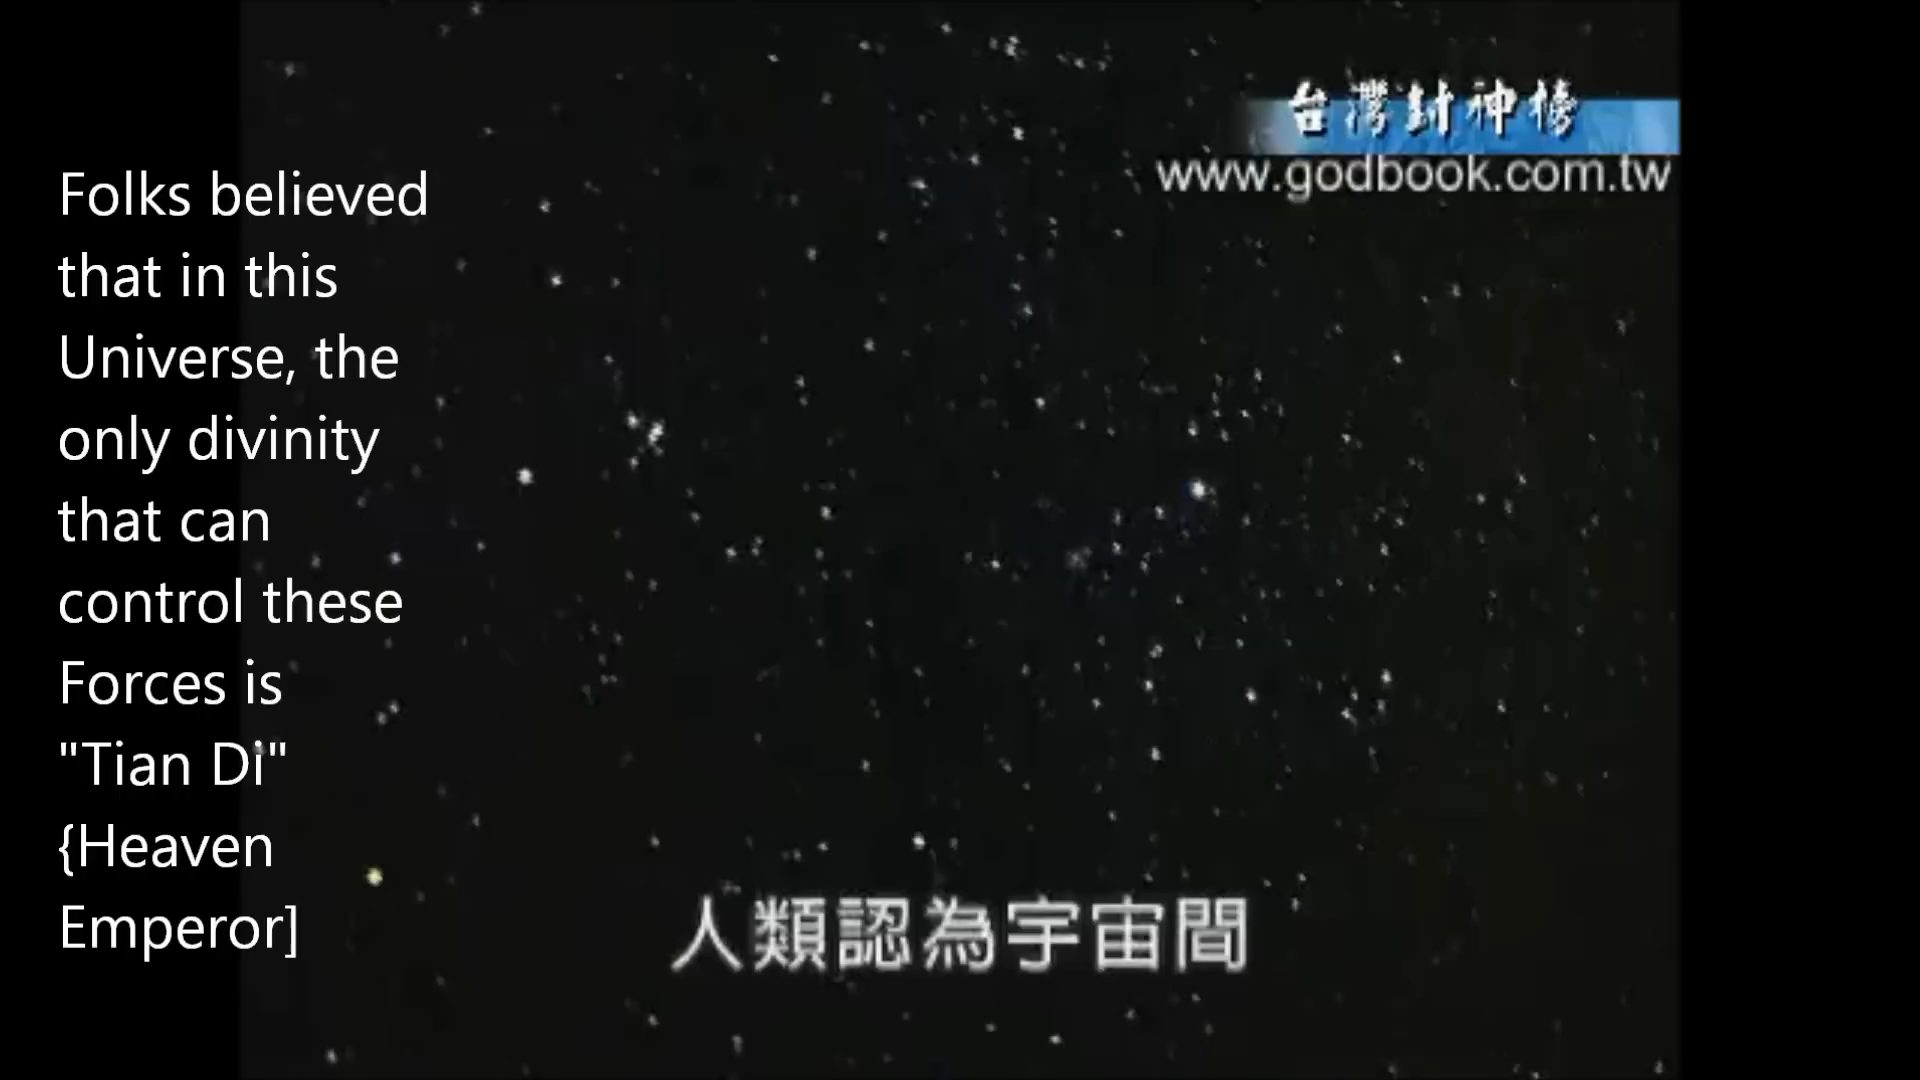 台灣封神榜
www.godbook.com.tw
Folks believed
that in this
Universe, the
only divinity
that can
control these
Forces is
"Tian Di"
{Heaven
Emperor]
人類認為宇宙間